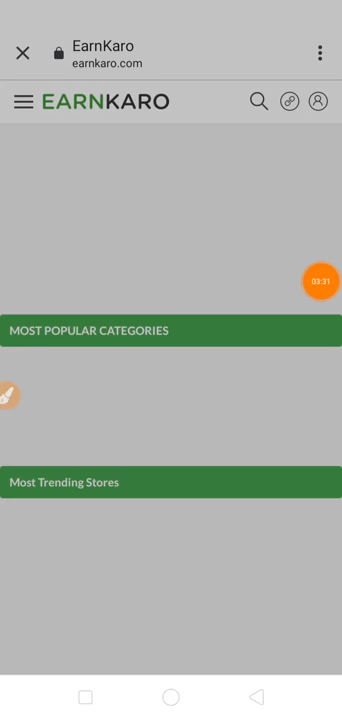 EarnKaro
earnkaro.com
EARNKARO
03:31
MOST POPULAR CATEGORIES
Most Trending Stores